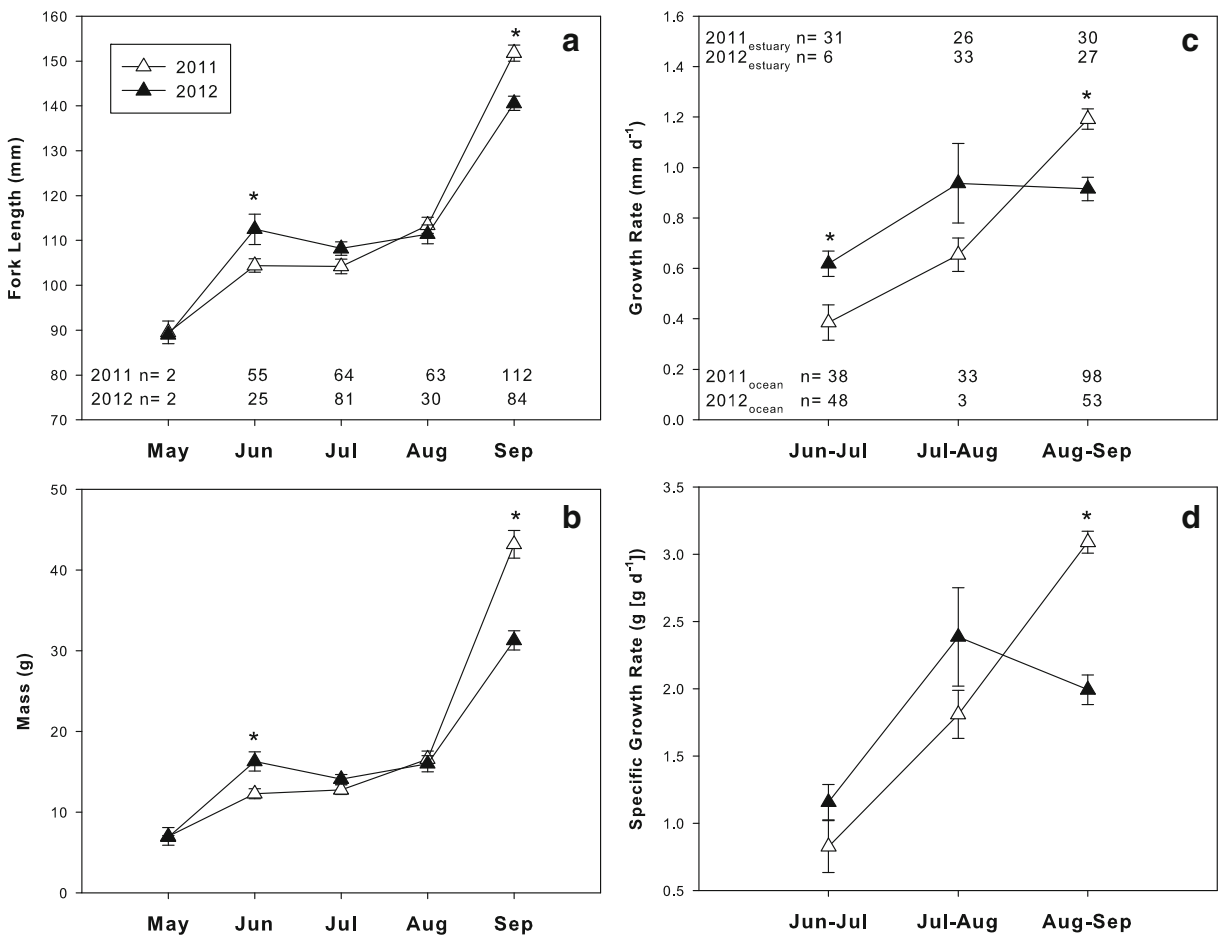 160
150
140
130
120
110
100
90
80
70
Fork Length (mm)
a
2011
2012
*
*
2011 n= 2 55 64 63 112
2012 n= 2 25 81 30 84
May Jun Jul Aug Sep
1.6
1.4
1.2
1.0
0.8
0.6
0.4
0.2
0.0
Growth Rate (mm d-1)
c
2011estuary n= 31 26 30
2012estuary n= 6 33 27
*
*
2011ocean n= 38 33 98
2012ocean n= 48 3 53
Jun-Jul Jul-Aug Aug-Sep
50
40
30
20
10
0
Mass (g)
b
*
*
May Jun Jul Aug Sep
3.5
3.0
2.5
2.0
1.5
1.0
0.5
Specific Growth Rate (g [g d-1])
d
*
Jun-Jul Jul-Aug Aug-Sep